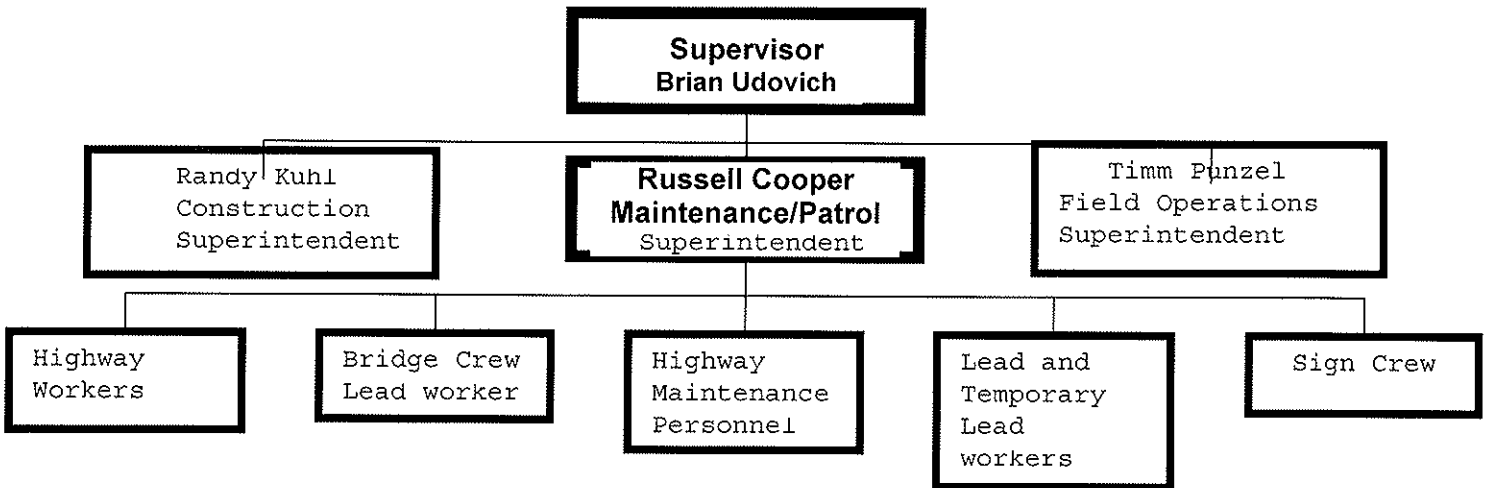 Supervisor
Brian Udovich
Randy Kuhl
Construction
Superintendent
Russell Cooper
Maintenance/Patrol
Superintendent
Timm Punzel
Field Operations
Superintendent
Highway
Workers
Bridge Crew
Lead worker
Highway
Maintenance
Personnel
Lead and
Temporary
Lead
workers
Sign Crew